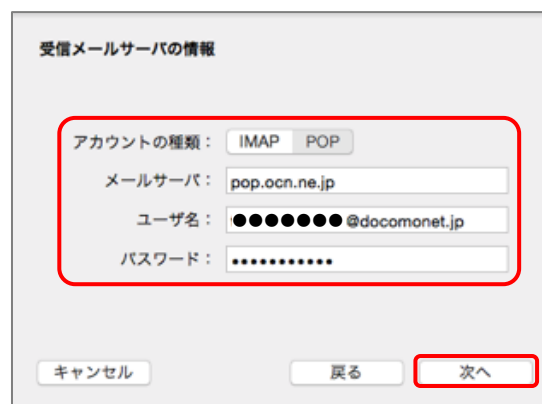 受信メールサーバの情報
アカウントの種類： IMAP POP
メールサーバ： pop.ocn.ne.jp
ユーザ名： ●●●●●●●@docomonet.jp
パスワード： •••••••••••
キャンセル 戻る 次へ